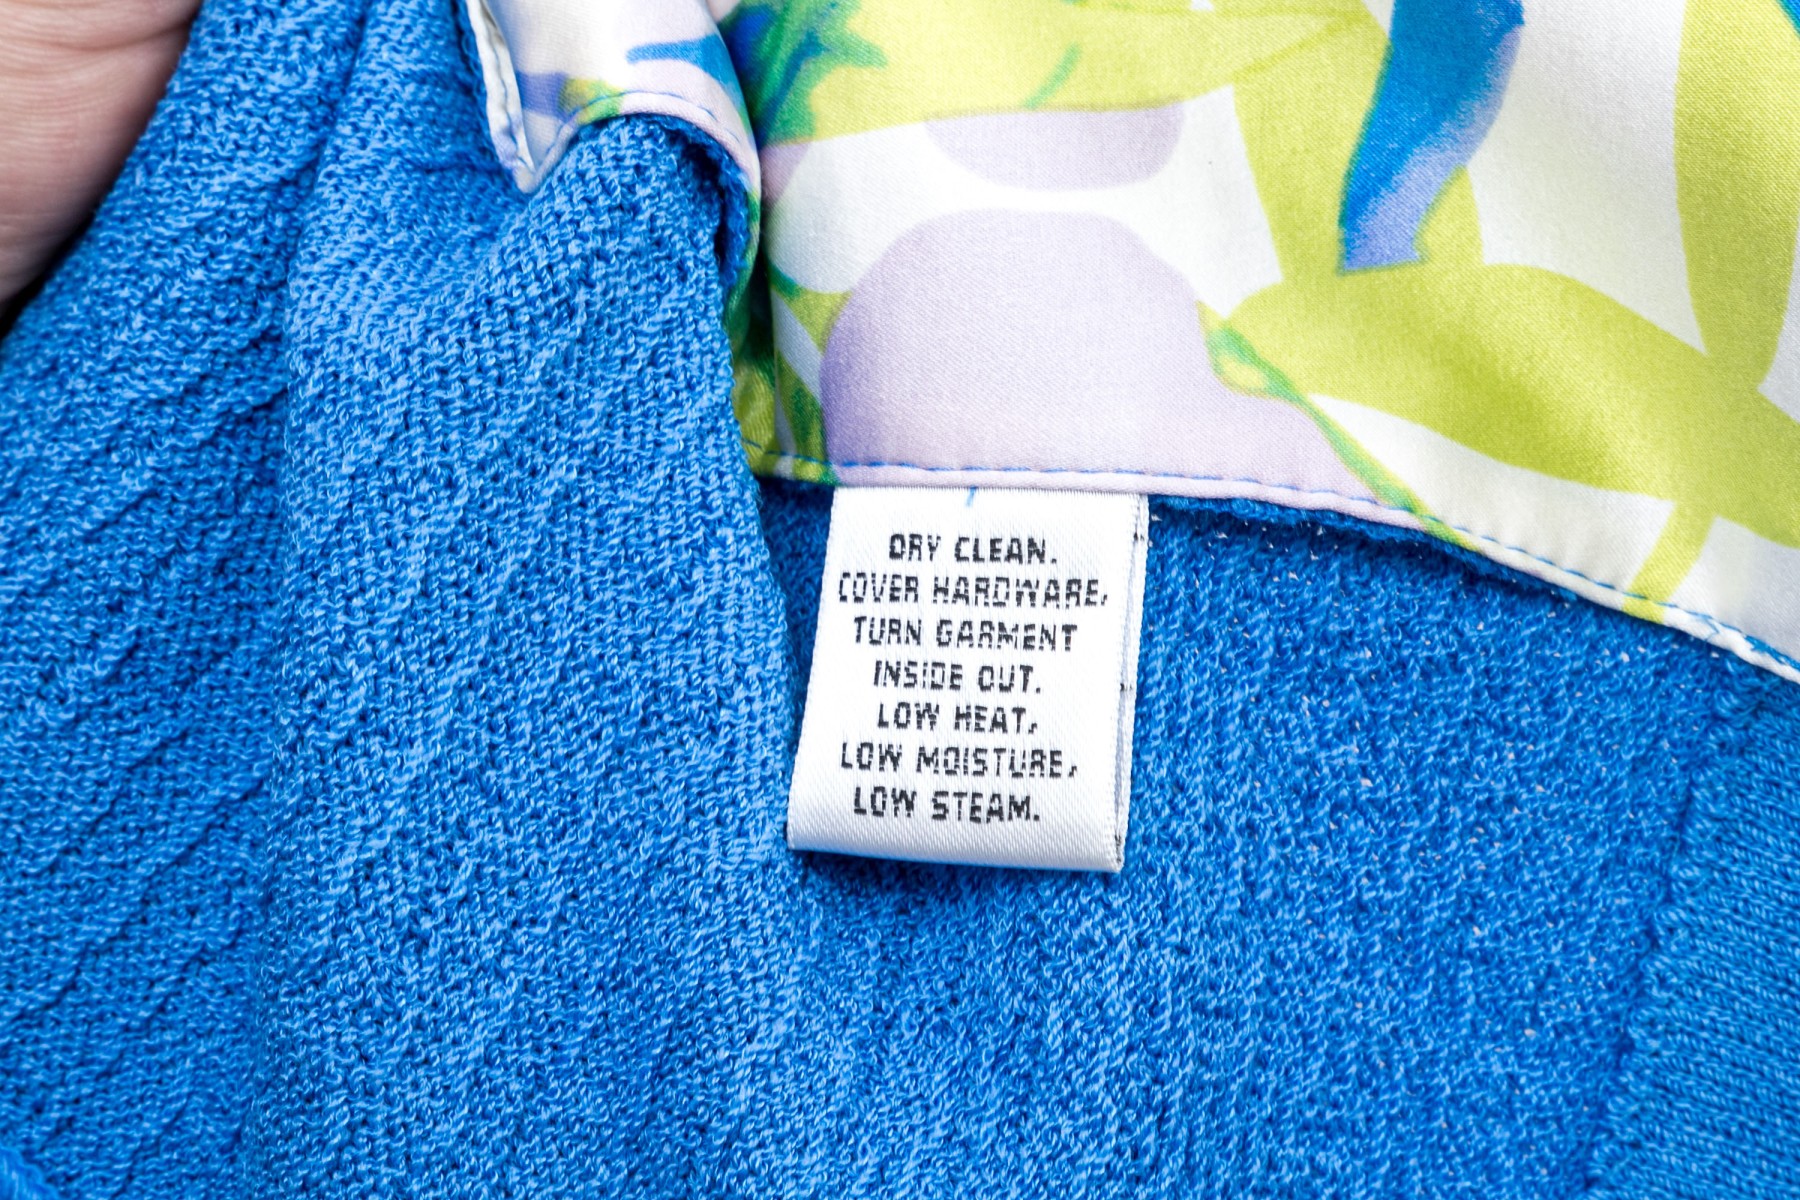 DRY CLEAN.
COVER HARDWARE,
TURN GARMENT
INSIDE OUT.
LOW HEAT,
LOW MOISTURE,
LOW STEAM.